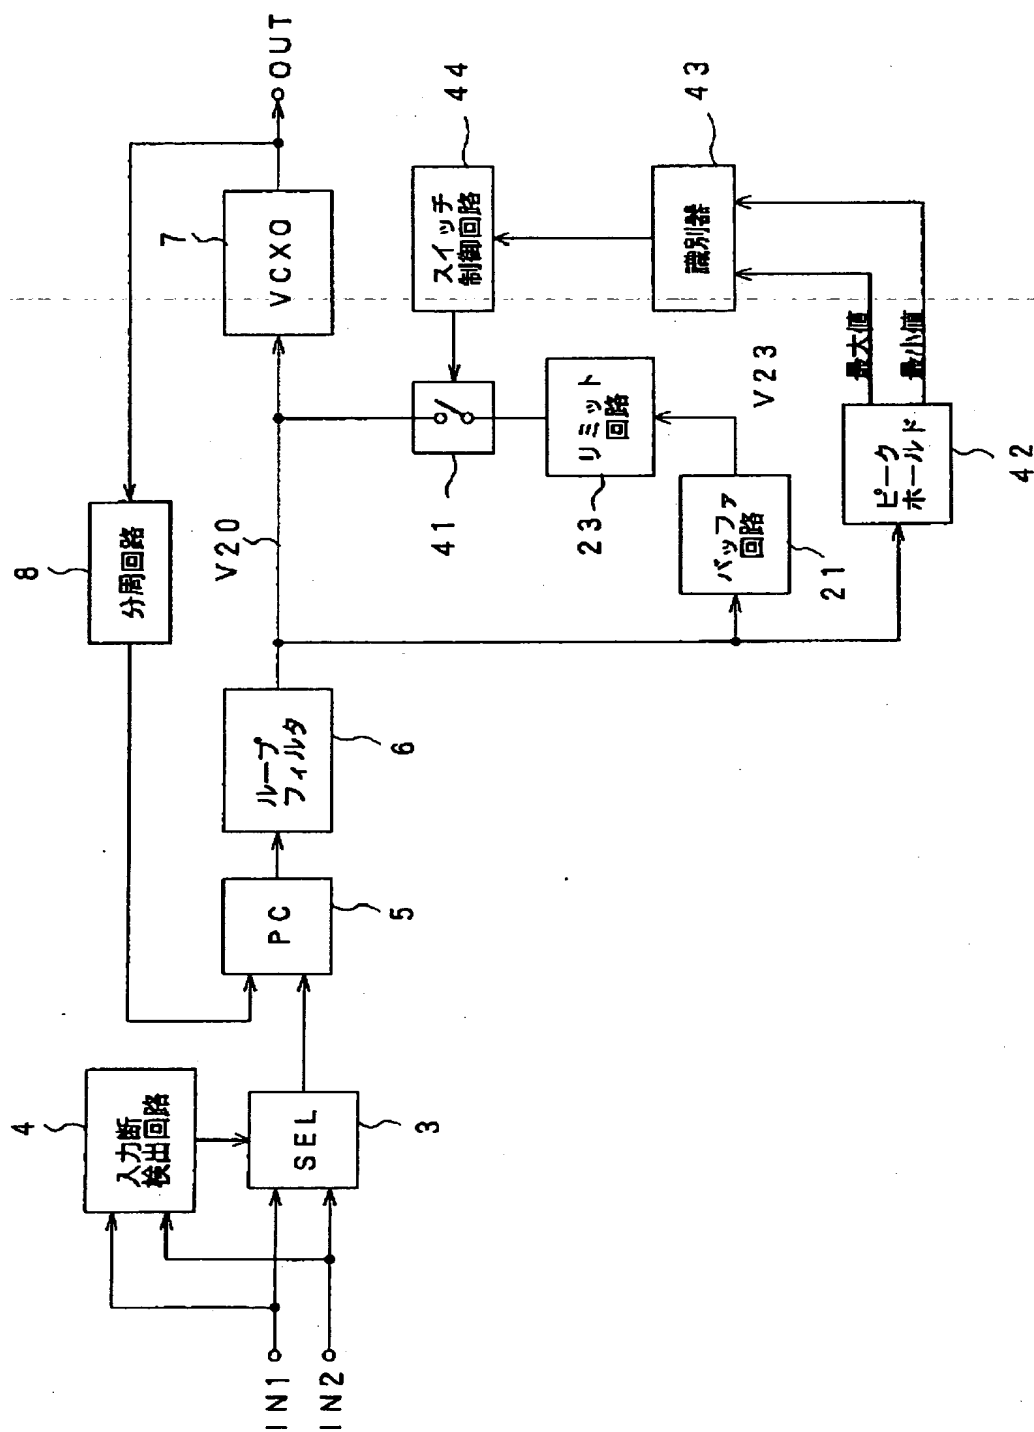 IN1
IN2
4
入力断
検出回路
SEL
3
PC
5
ループ
フィルタ
6
8
分周回路
V20
7
VCXO
OUT
41
スイッチ
制御回路
44
リミット
回路
23
バッファ
回路
21
V23
識別器
43
最大値
最小値
ピーク
ホールド
42